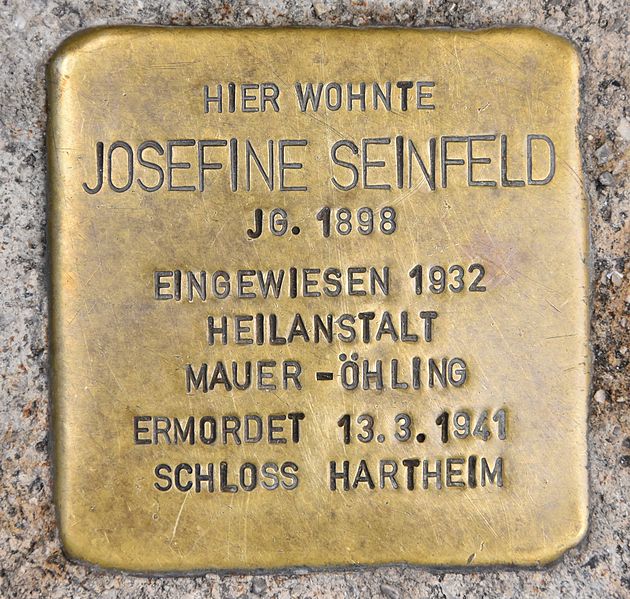 HIER WOHNTE
JOSEFINE SEINFELD
JG. 1898
EINGEWIESEN 1932
HEILANSTALT
MAUER - ÖHLING
ERMORDET 13.3.1941
SCHLOSS HARTHEIM